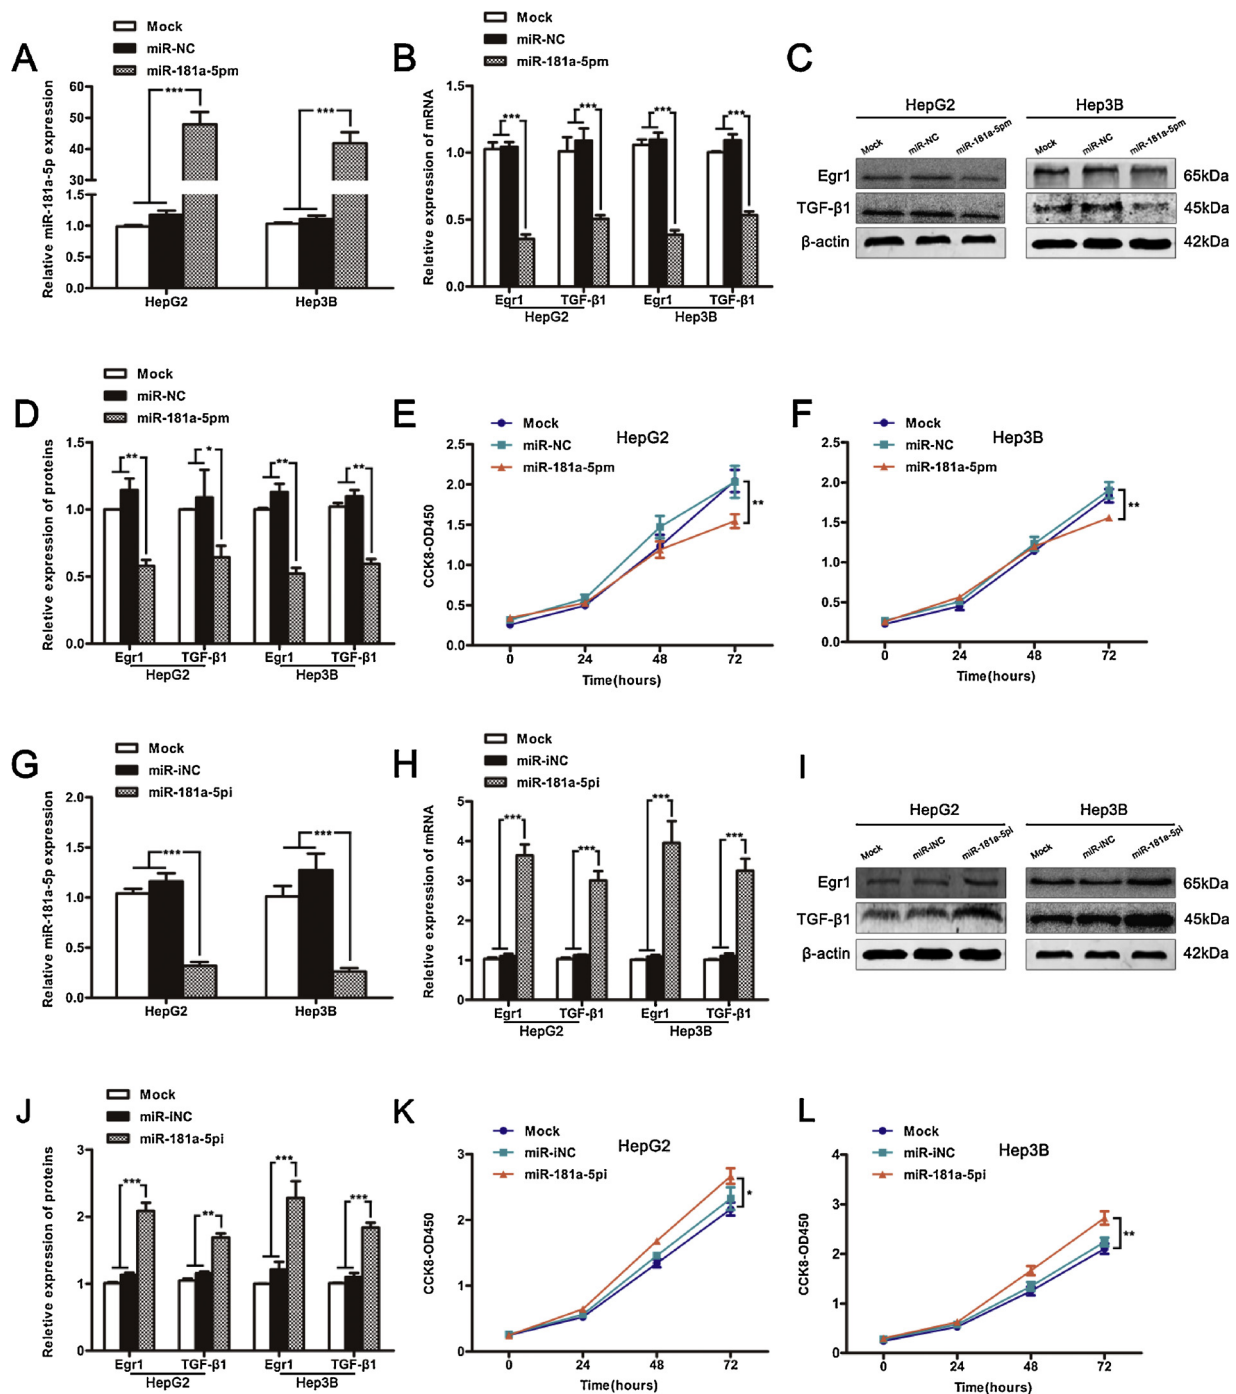 A
Mock
miR-NC
miR-181a-5pm
Relative miR-181a-5p expression
60
50
40
30
1.5
1.0
0.5
0.0
***
***
HepG2
Hep3B
B
Mock
miR-NC
miR-181a-5pm
Reletive expression of mRNA
1.5
1.0
0.5
0.0
***
***
***
***
Egr1
TGF-β1
Egr1
TGF-β1
HepG2
Hep3B
C
HepG2
Hep3B
Mock
miR-NC
miR-181a-5pm
Mock
miR-NC
miR-181a-5pm
Egr1
65kDa
TGF-β1
45kDa
β-actin
42kDa
D
Mock
miR-NC
miR-181a-5pm
Reletive expression of proteins
1.5
1.0
0.5
0.0
**
*
**
**
Egr1
TGF-β1
Egr1
TGF-β1
HepG2
Hep3B
E
Mock
miR-NC
miR-181a-5pm
HepG2
CCK8-OD450
2.5
2.0
1.5
1.0
0.5
0.0
**
0
24
48
72
Time(hours)
F
Mock
miR-NC
miR-181a-5pm
Hep3B
CCK8-OD450
2.5
2.0
1.5
1.0
0.5
0.0
**
0
24
48
72
Time(hours)
G
Mock
miR-iNC
miR-181a-5pi
Relative miR-181a-5p expression
2.0
1.5
1.0
0.5
0.0
***
***
HepG2
Hep3B
H
Mock
miR-iNC
miR-181a-5pi
Reletive expression of mRNA
5
4
3
2
1
0
***
***
***
***
Egr1
TGF-β1
Egr1
TGF-β1
HepG2
Hep3B
I
HepG2
Hep3B
Mock
miR-iNC
miR-181a-5pi
Mock
miR-iNC
miR-181a-5pi
Egr1
65kDa
TGF-β1
45kDa
β-actin
42kDa
J
Mock
miR-iNC
miR-181a-5pi
Reletive expression of proteins
3
2
1
0
***
**
***
***
Egr1
TGF-β1
Egr1
TGF-β1
HepG2
Hep3B
K
Mock
miR-iNC
miR-181a-5pi
HepG2
CCK8-OD450
3
2
1
0
*
0
24
48
72
Time(hours)
L
Mock
miR-iNC
miR-181a-5pi
Hep3B
CCK8-OD450
4
3
2
1
0
**
0
24
48
72
Time(hours)